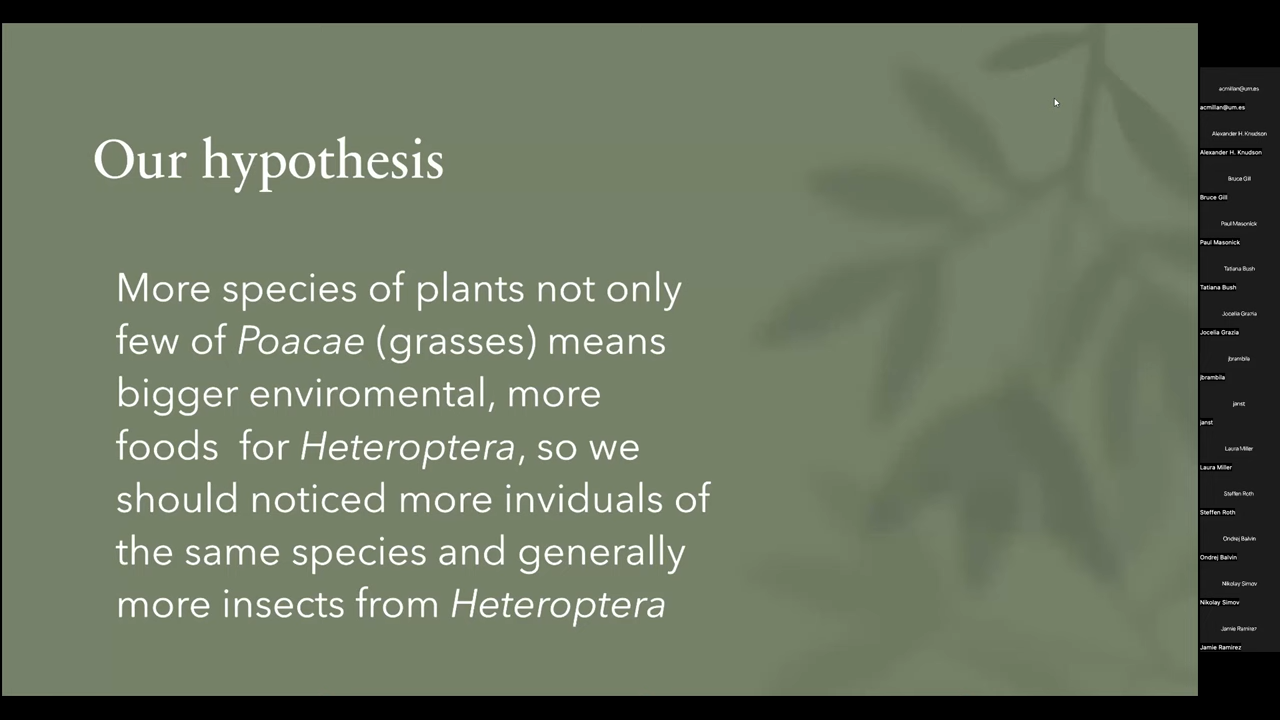 Our hypothesis
More species of plants not only
few of Poacae (grasses) means
bigger enviromental, more
foods  for Heteroptera, so we
should noticed more inviduals of
the same species and generally
more insects from Heteroptera
acmillan@um.es
acmillan@um.es
Alexander H. Knudson
Alexander H. Knudson
Bruce Gill
Bruce Gill
Paul Masonick
Paul Masonick
Tatiana Bush
Tatiana Bush
Jocelia Grazia
Jocelia Grazia
jbrambila
jbrambila
janst
janst
Laura Miller
Laura Miller
Steffen Roth
Steffen Roth
Ondrej Balvin
Ondrej Balvin
Nikolay Simov
Nikolay Simov
Jamie Ramirez
Jamie Ramirez